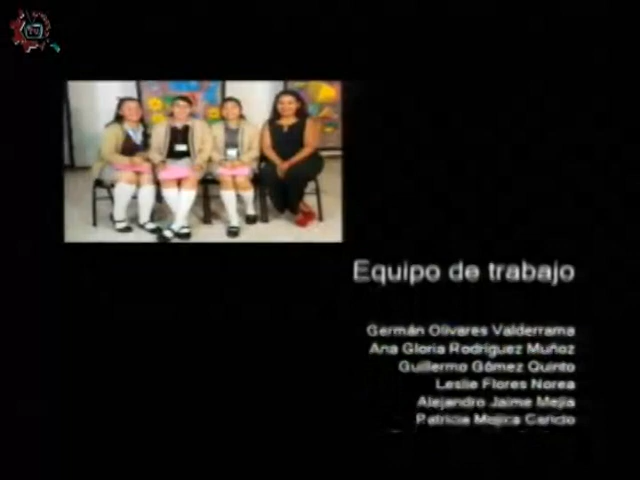 Equipo de trabajo
Germán Olivares Valderrama
Ana Gloria Rodríguez Muñoz
Guillermo Gómez Quinto
Leslie Flores Norea
Alejandro Jaime Mejía
Patricia Mojica